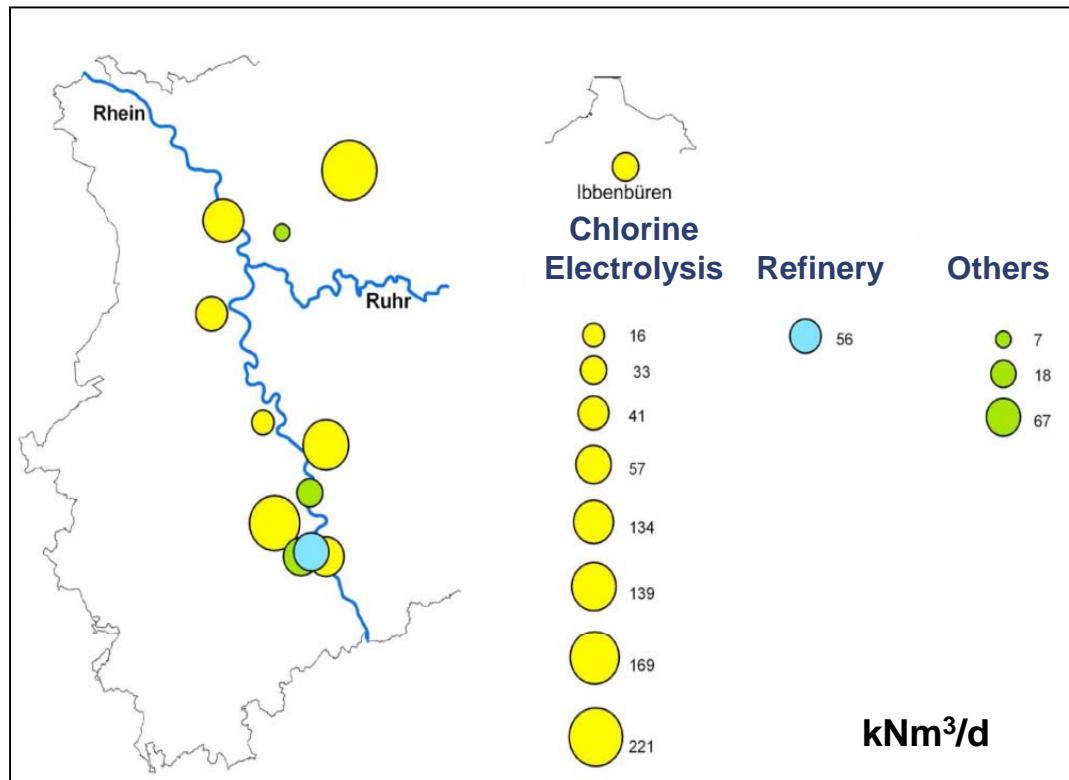 Rhein
Ruhr
Ibbenbüren
Chlorine
Electrolysis
Refinery
Others
16
33
41
57
134
139
169
221
56
7
18
67
kNm³/d